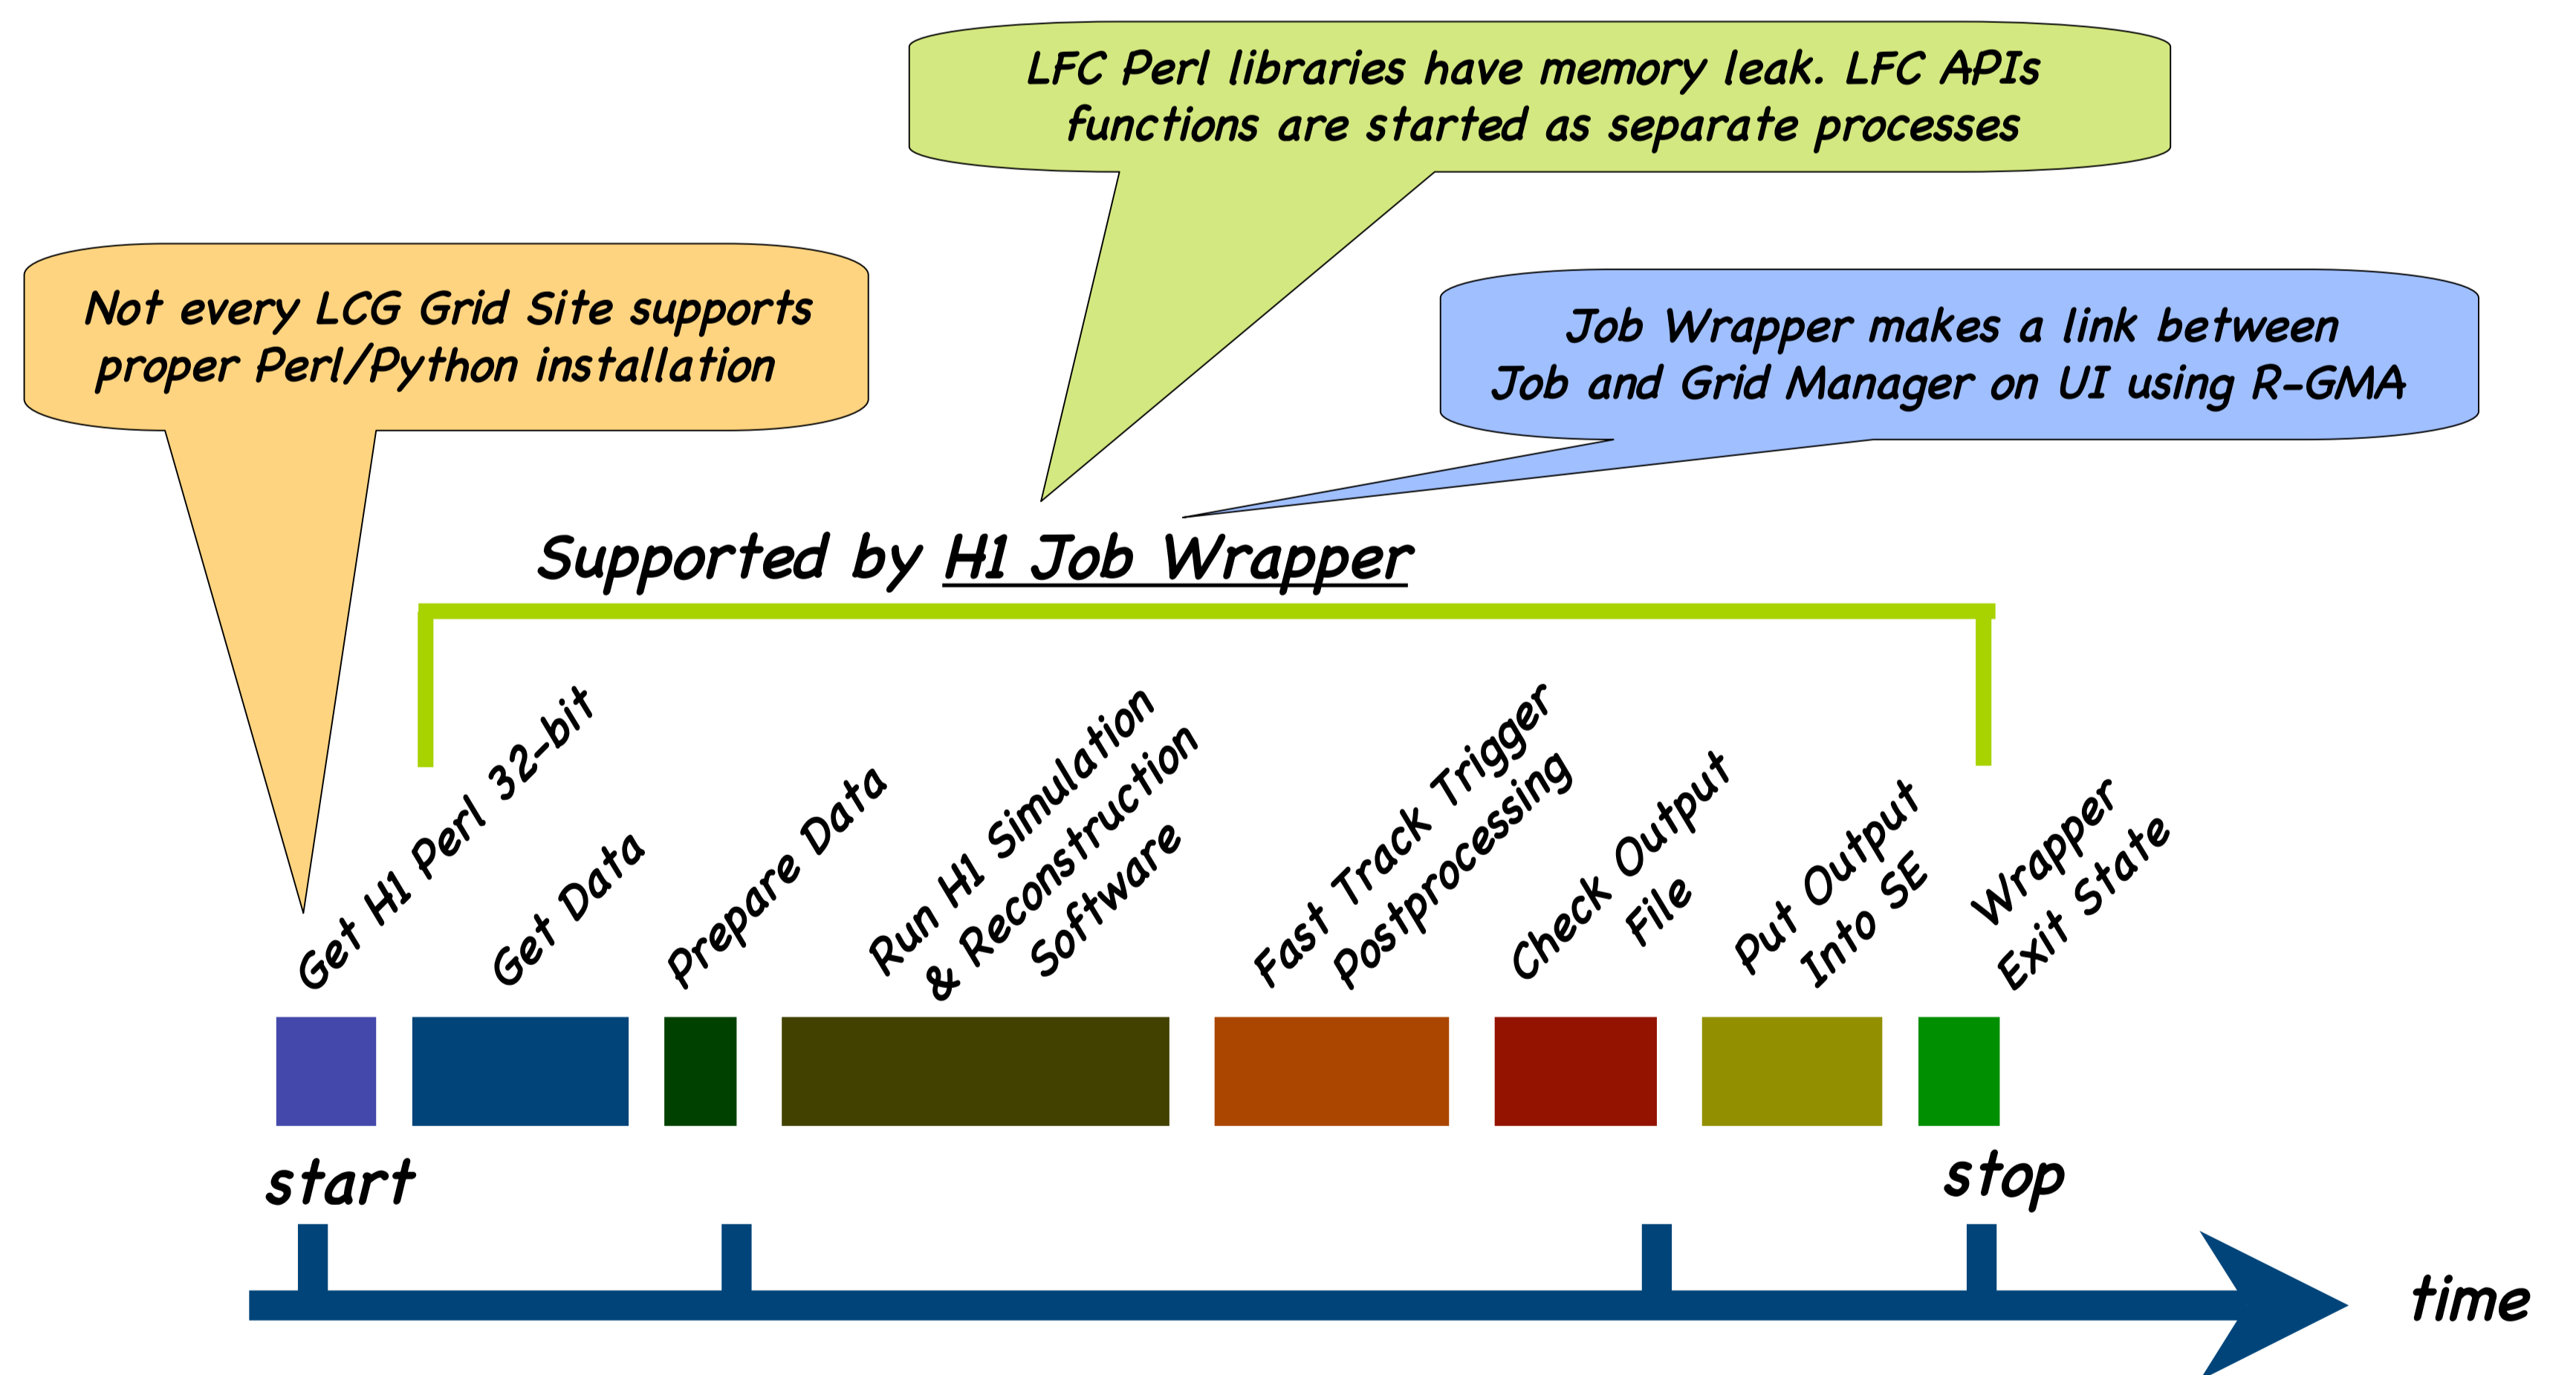 LFC Perl libraries have memory leak. LFC APIs
functions are started as separate processes
Not every LCG Grid Site supports
proper Perl/Python installation
Job Wrapper makes a link between
Job and Grid Manager on UI using R-GMA
Supported by H1 Job Wrapper
Get H1 Perl 32-bit
Get Data
Prepare Data
Run H1 Simulation
& Reconstruction
Software
Fast Track Trigger
Postprocessing
Check Output
File
Put Output
Into SE
Wrapper
Exit State
start
stop
time